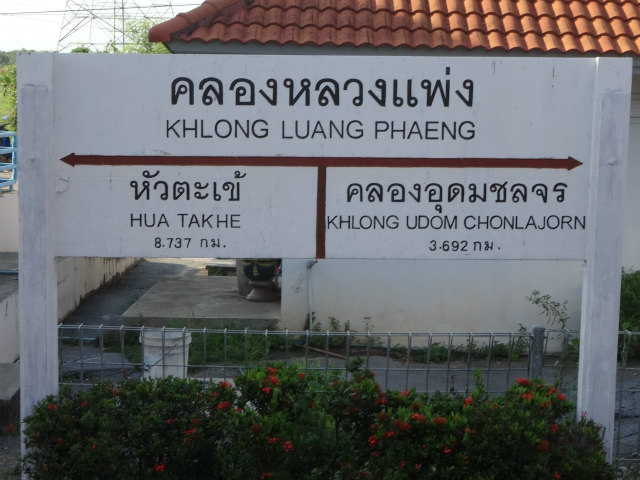 คลองหลวงแพ่ง
KHLONG LUANG PHAENG
หัวตะเข้
HUA TAKHE
8.737 กม.
คลองอุดมชลจร
KHLONG UDOM CHONLAJORN
3.692 กม.